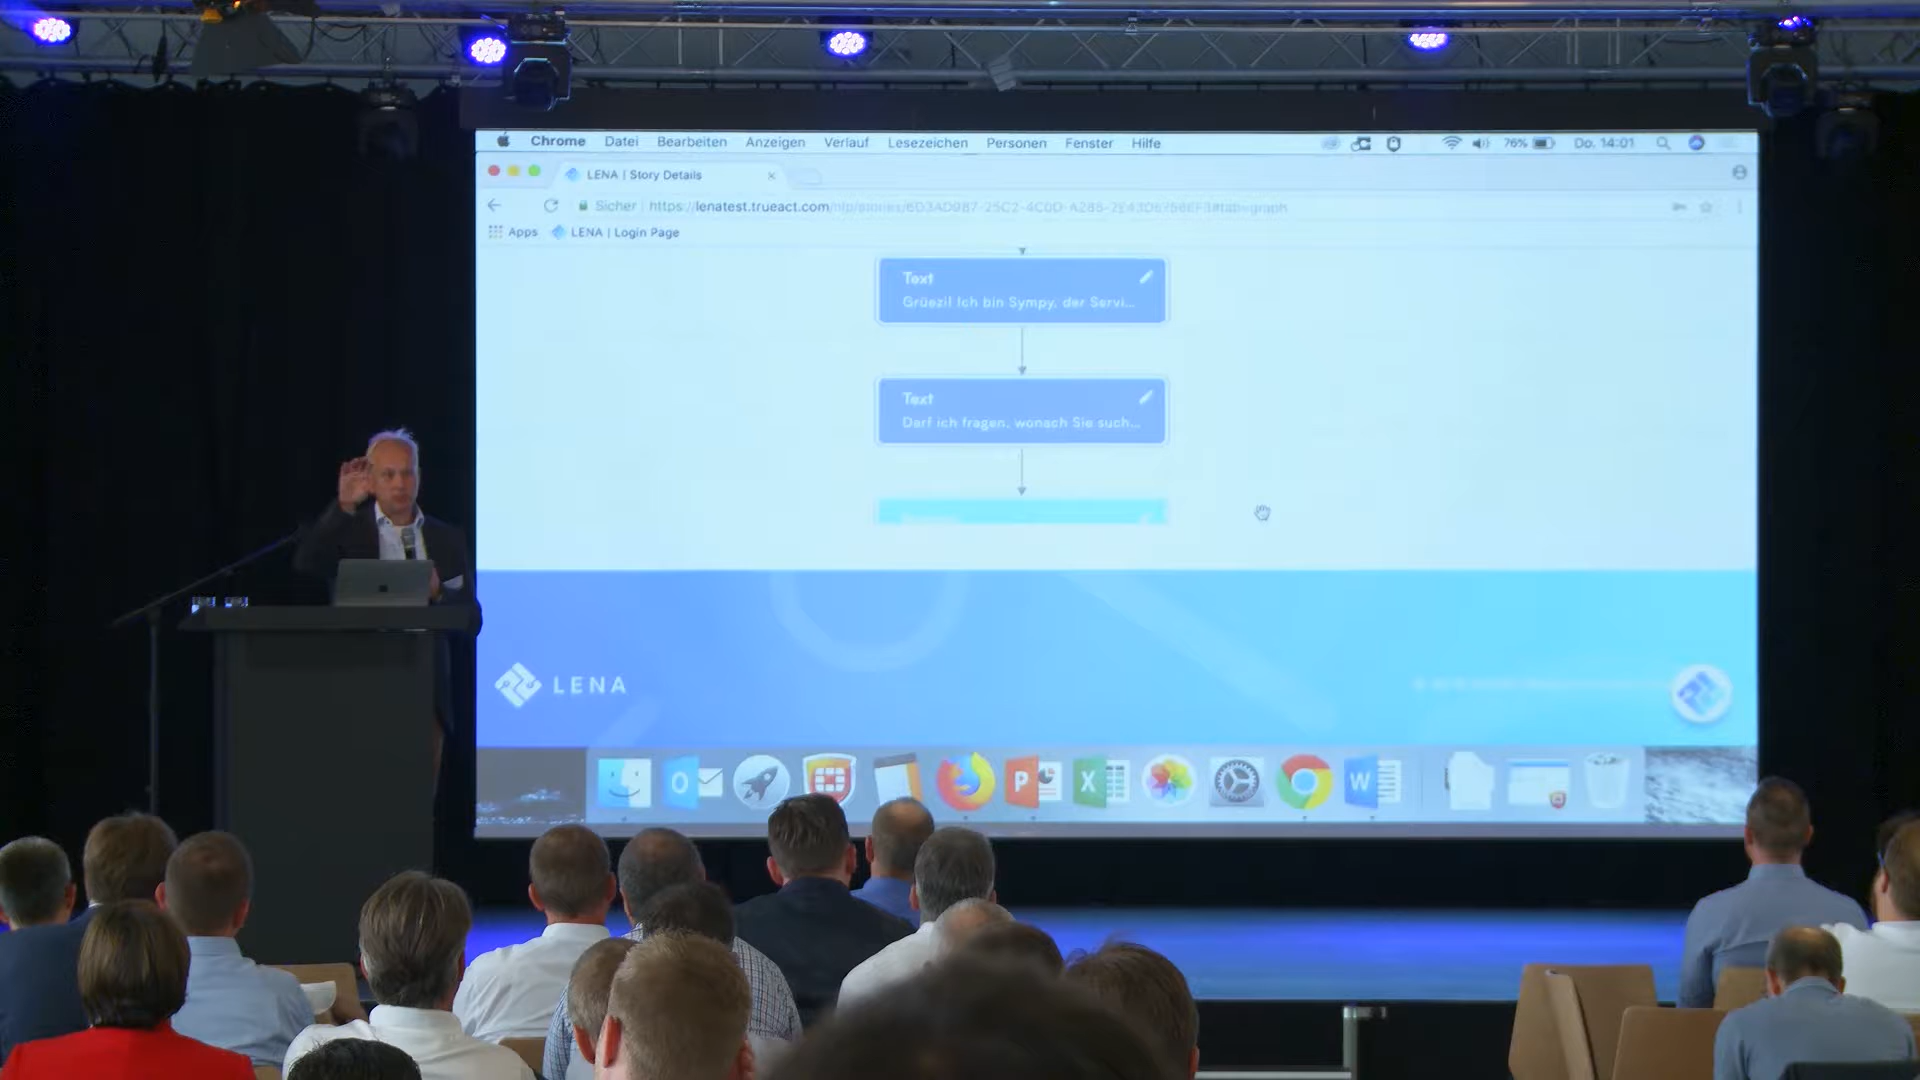 Chrome Datei Bearbeiten Anzeigen Verlauf Lesezeichen Personen Fenster Hilfe 76% Do. 14:01
LENA | Story Details
Sicher https://lenatest.trueact.com
Apps LENA | Login Page
Text
Grüezi! Ich bin Sympy, der Servi...
Text
Darf ich fragen, wonach Sie such...
LENA
O P X W